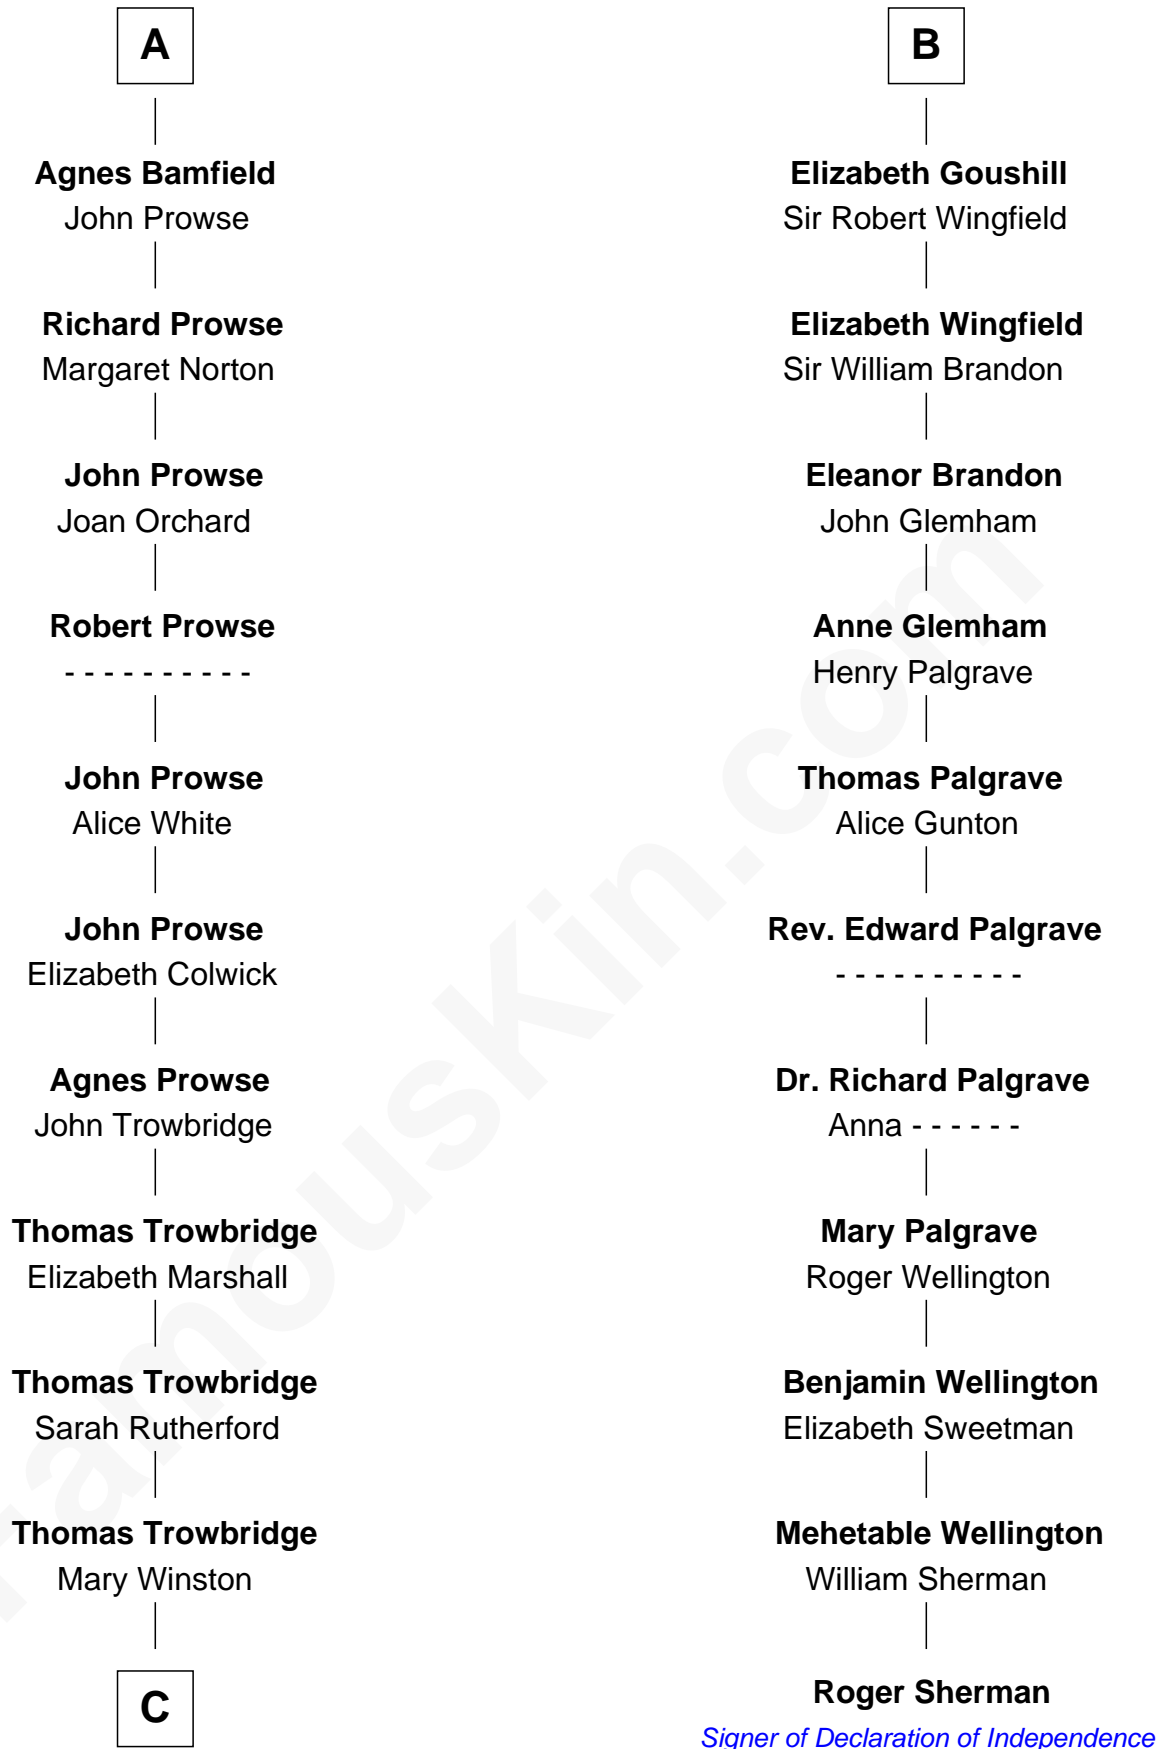 A
Agnes Bamfield
John Prowse
Richard Prowse
Margaret Norton
John Prowse
Joan Orchard
Robert Prowse
- - - - - - - - - -
John Prowse
Alice White
John Prowse
Elizabeth Colwick
Agnes Prowse
John Trowbridge
Thomas Trowbridge
Elizabeth Marshall
Thomas Trowbridge
Sarah Rutherford
Thomas Trowbridge
Mary Winston
C
B
Elizabeth Goushill
Sir Robert Wingfield
Elizabeth Wingfield
Sir William Brandon
Eleanor Brandon
John Glemham
Anne Glemham
Henry Palgrave
Thomas Palgrave
Alice Gunton
Rev. Edward Palgrave
- - - - - - - - - -
Dr. Richard Palgrave
Anna - - - - - -
Mary Palgrave
Roger Wellington
Benjamin Wellington
Elizabeth Sweetman
Mehetable Wellington
William Sherman
Roger Sherman
Signer of Declaration of Independence
FamousKin.com